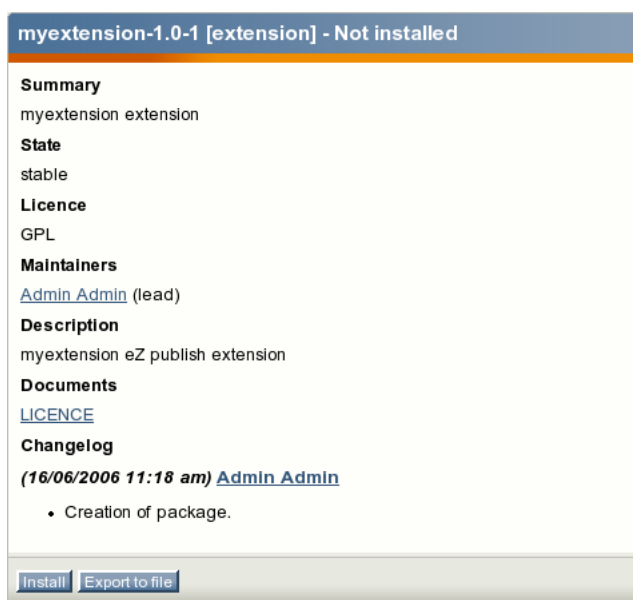 myextension-1.0-1 [extension] - Not installed
Summary
myextension extension
State
stable
Licence
GPL
Maintainers
Admin Admin (lead)
Description
myextension eZ publish extension
Documents
LICENCE
Changelog
(16/06/2006 11:18 am) Admin Admin
• Creation of package.
Install Export to file